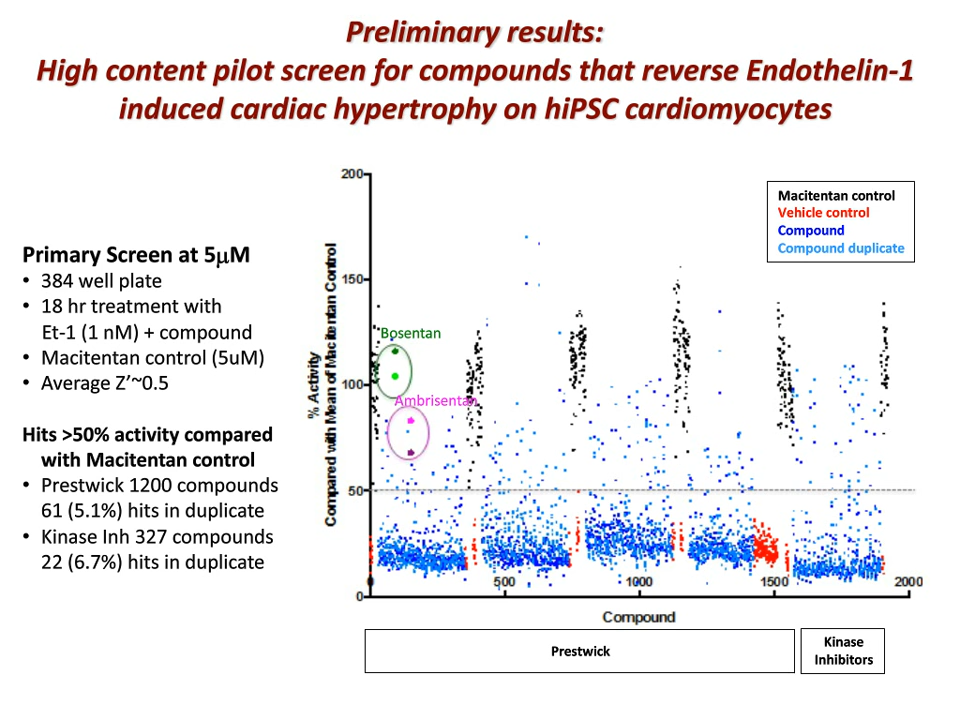 Preliminary results:
High content pilot screen for compounds that reverse Endothelin-1
induced cardiac hypertrophy on hiPSC cardiomyocytes
Primary Screen at 5μM
• 384 well plate
• 18 hr treatment with
Et-1 (1 nM) + compound
• Macitentan control (5uM)
• Average Z’~0.5
Hits >50% activity compared
with Macitentan control
• Prestwick 1200 compounds
61 (5.1%) hits in duplicate
• Kinase Inh 327 compounds
22 (6.7%) hits in duplicate
% Activity
Compared with Mean of Macitentan Control
200
150
100
50
0
Macitentan control
Vehicle control
Compound
Compound duplicate
Bosentan
Ambrisentan
0
500
1000
1500
2000
Compound
Prestwick
Kinase
Inhibitors